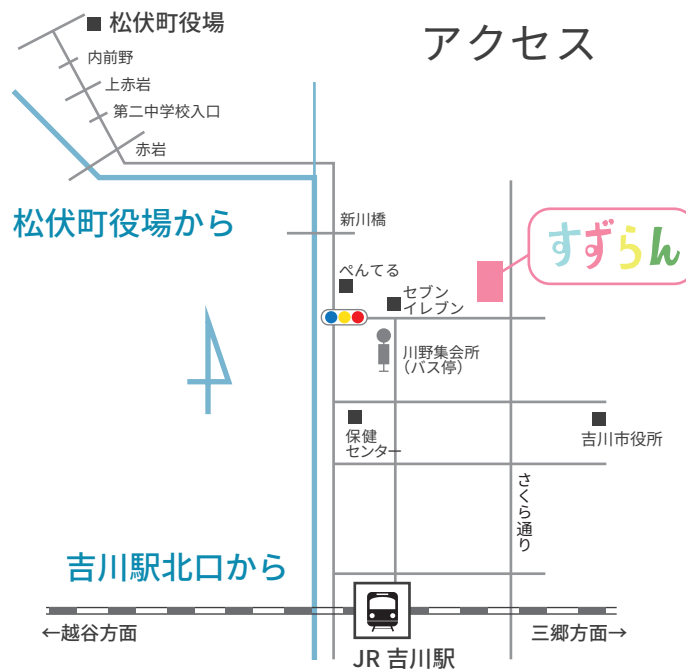 アクセス
松伏町役場
内前野
上赤岩
第二中学校入口
赤岩
松伏町役場から
新川橋
すずらん
ぺんてる
セブン
イレブン
川野集会所
（バス停）
保健
センター
吉川市役所
さくら通り
吉川駅北口から
←越谷方面
三郷方面→
JR 吉川駅